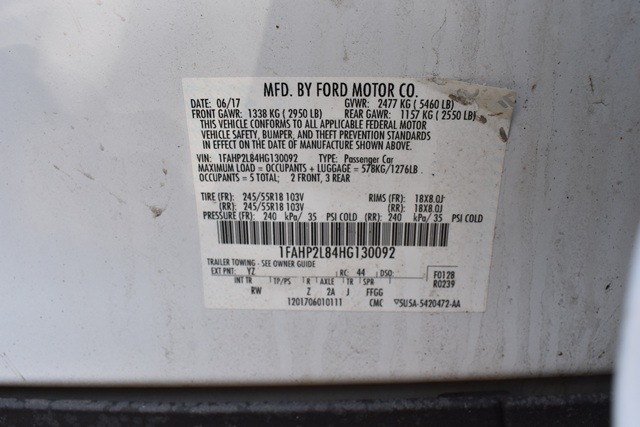 MFD. BY FORD MOTOR CO.
DATE: 06/17 GVWR: 2477 KG ( 5460 LB)
FRONT GAWR: 1338 KG ( 2950 LB) REAR GAWR: 1157 KG ( 2550 LB)
THIS VEHICLE CONFORMS TO ALL APPLICABLE FEDERAL MOTOR
VEHICLE SAFETY, BUMPER, AND THEFT PREVENTION STANDARDS
IN EFFECT ON THE DATE OF MANUFACTURE SHOWN ABOVE.
VIN: 1FAHP2L84HG130092 TYPE: Passenger Car
MAXIMUM LOAD = OCCUPANTS + LUGGAGE = 578KG/1276LB
OCCUPANTS = 5 TOTAL: 2 FRONT, 3 REAR
TIRE (FR): 245/55R18 103V RIMS (FR): 18X8.0J
(RR): 245/55R18 103V (RR): 18X8.0J
PRESSURE (FR): 240 kPa/ 35 PSI COLD (RR): 240 kPa/ 35 PSI COLD
1FAHP2L84HG130092
TRAILER TOWING - SEE OWNER GUIDE
EXT PNT: YZ RC: 44 DSO: F0128
INT TR TP/PS R AXLE TR SPR R0239
RW Z 2A J FFGG
1201706010111 CMC 5U5A-5420472-AA